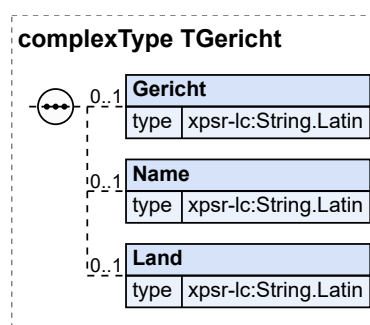 complexType TGericht
0..1 Gericht
type xpsr-lc:String.Latin
0..1 Name
type xpsr-lc:String.Latin
0..1 Land
type xpsr-lc:String.Latin